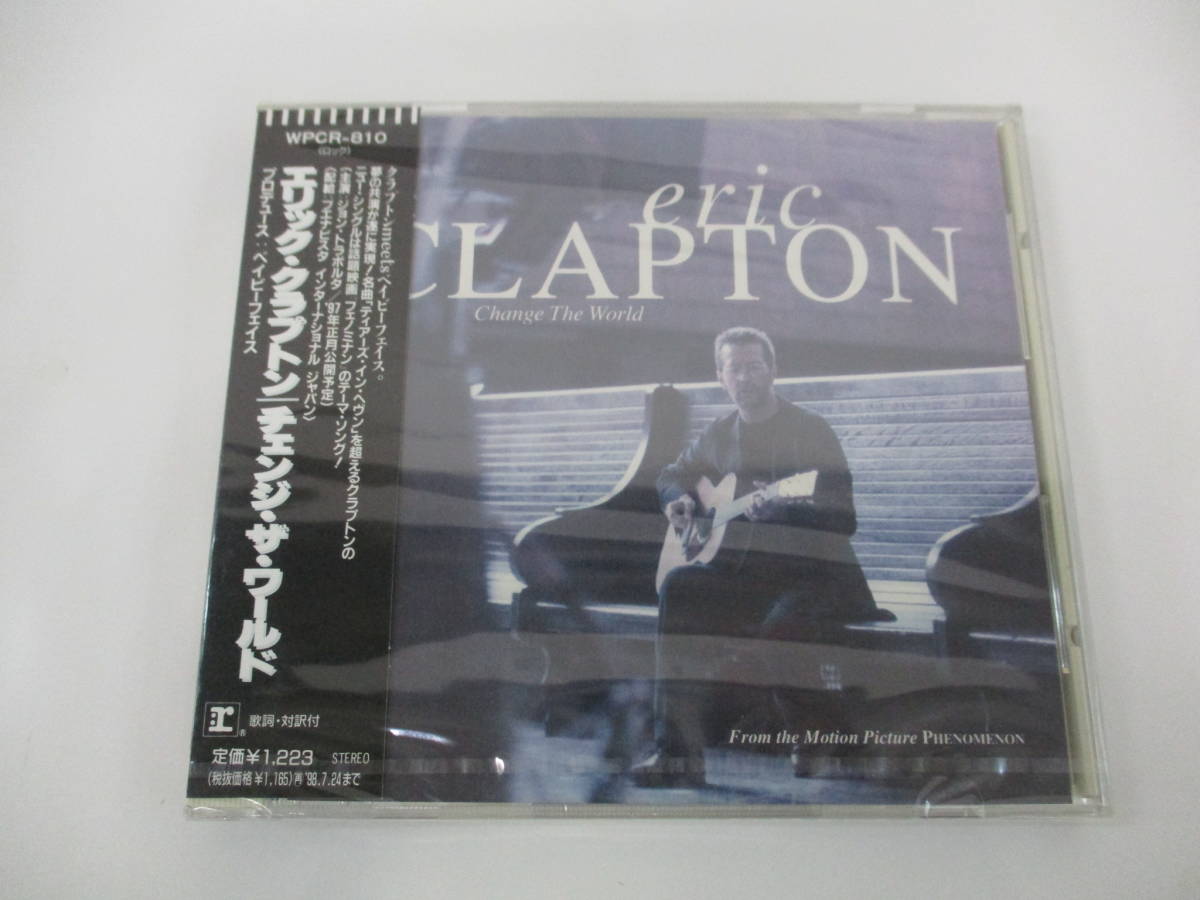 WPCR-810
(ロック)
クラプトンmeetsベイビーフェイス。
夢の共演が遂に実現!名曲「ティアーズ・イン・ヘヴン」を超えるクラプトンの
ニュー・シングルは話題映画「フェノミナン」のテーマ・ソング!
(主演:ジョン・トラボルタ/'97年正月公開予定)
(配給:ブエナビスタ インターナショナル ジャパン)
エリック・クラプトン/チェンジ・ザ・ワールド
プロデュース:ベイビーフェイス
r
®
歌詞・対訳付
定価¥1,223 STEREO
(税抜価格¥1,165)再'98.7.24まで
eric
CLAPTON
Change The World
From the Motion Picture PHENOMENON